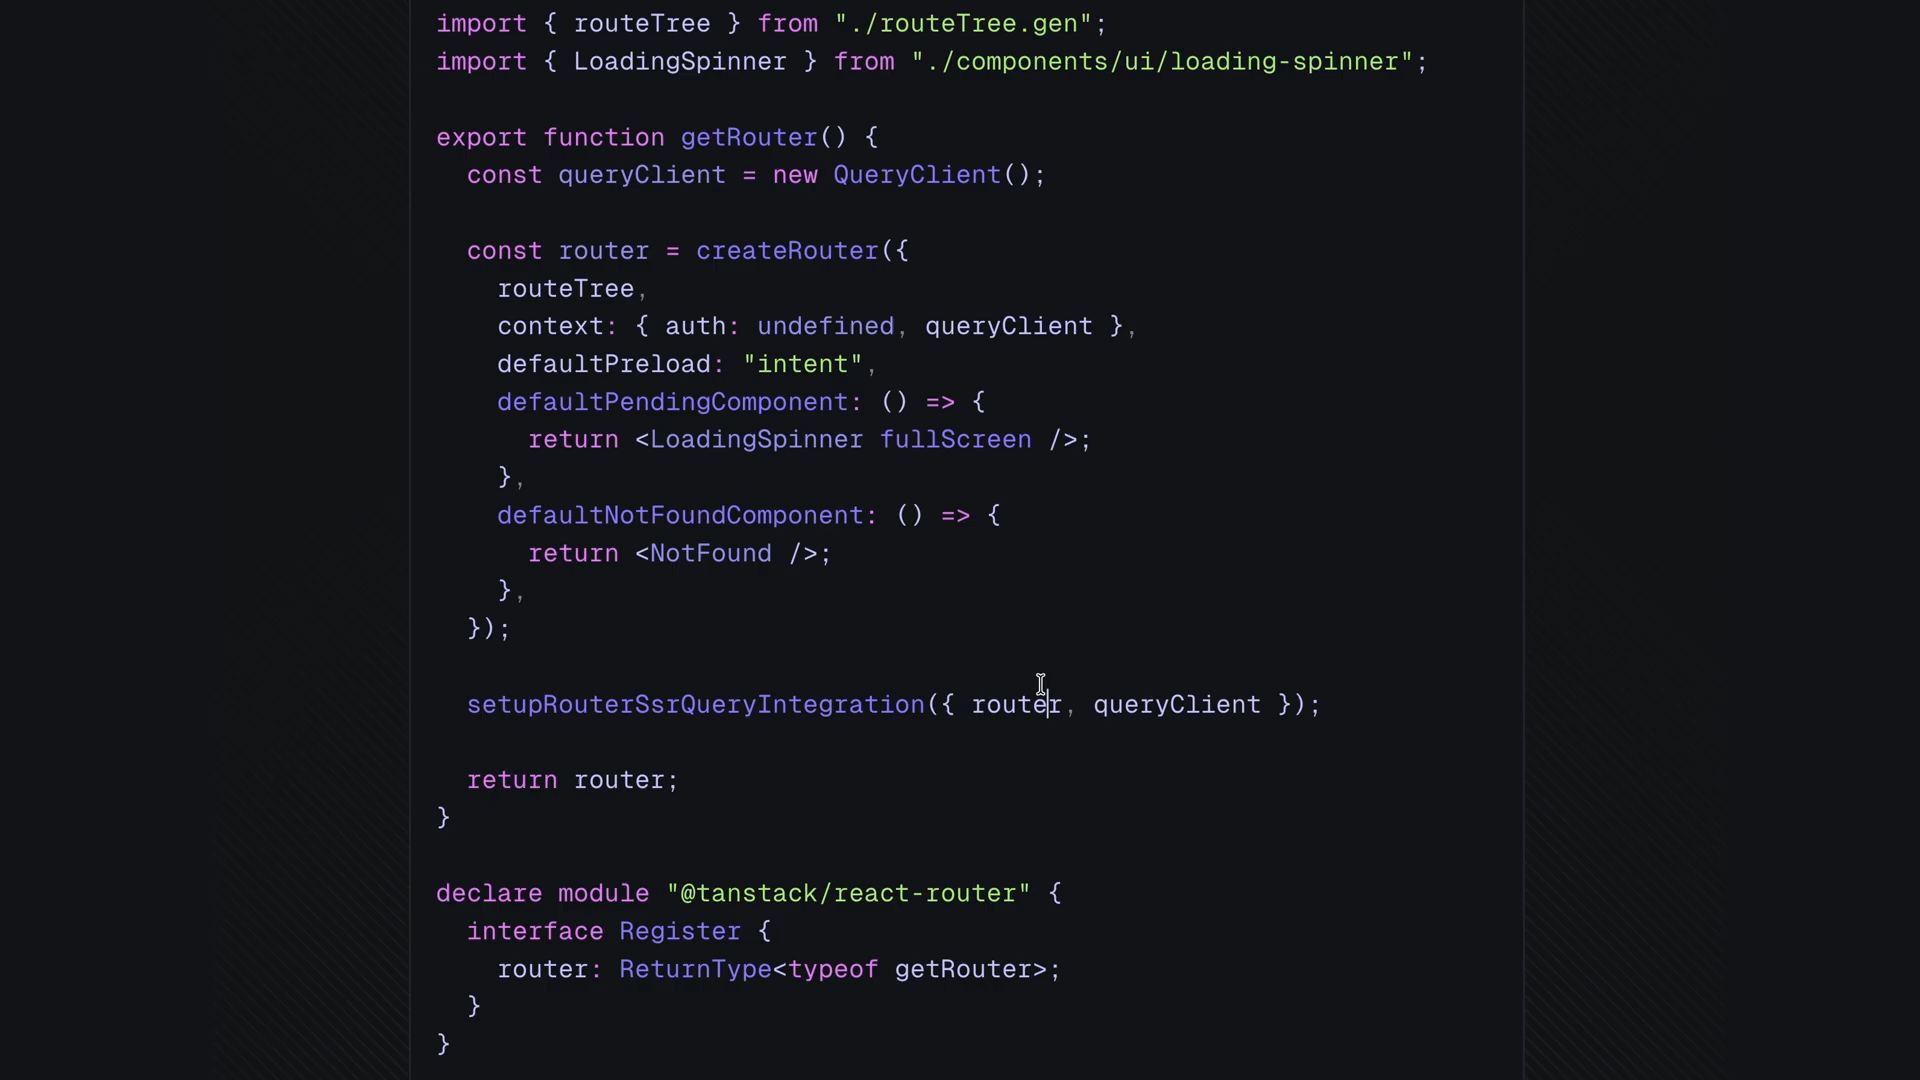 import { routeTree } from "./routeTree.gen";
import { LoadingSpinner } from "./components/ui/loading-spinner";
export function getRouter() {
  const queryClient = new QueryClient();
  const router = createRouter({
    routeTree,
    context: { auth: undefined, queryClient },
    defaultPreload: "intent",
    defaultPendingComponent: () => {
      return <LoadingSpinner fullScreen />;
    },
    defaultNotFoundComponent: () => {
      return <NotFound />;
    },
  });
  setupRouterSsrQueryIntegration({ router, queryClient });
  return router;
}
declare module "@tanstack/react-router" {
  interface Register {
    router: ReturnType<typeof getRouter>;
  }
}